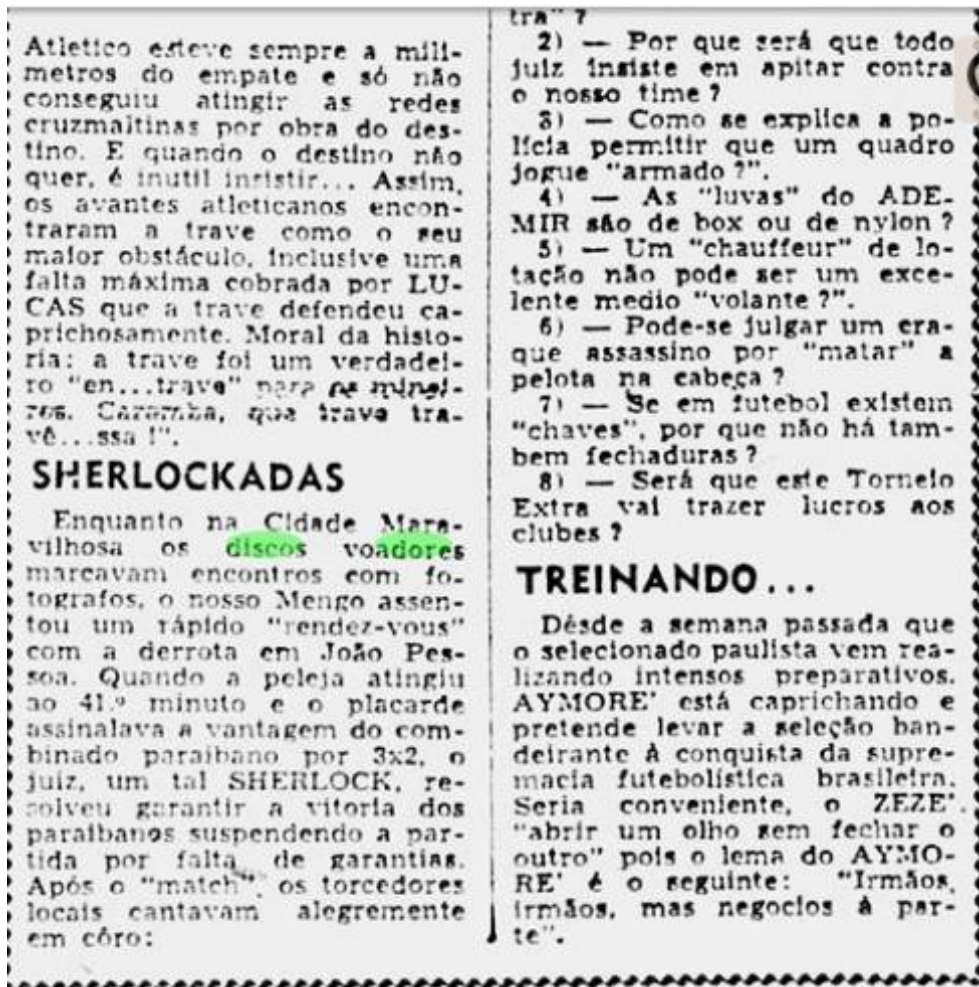 Atletico esteve sempre a mili-
metros do empate e só não
conseguiu atingir as redes
cruzmaltinas por obra do des-
tino. E quando o destino não
quer, é inutil insistir... Assim,
os avantes atleticanos encon-
traram a trave como o seu
maior obstáculo, inclusive uma
falta máxima cobrada por LU-
CAS que a trave defendeu ca-
prichosamente. Moral da histo-
ria: a trave foi um verdadei-
ro "en...trave" para os minei-
ros. Caramba, que trave tra-
vê...ssa !".
SHERLOCKADAS
Enquanto na Cidade Mara-
vilhosa os discos voadores
marcavam encontros com fo-
tografos, o nosso Mengo assen-
tou um rápido "rendez-vous"
com a derrota em João Pes-
soa. Quando a peleja atingiu
ao 41.º minuto e o placarde
assinalava a vantagem do com-
binado paraibano por 3x2, o
juiz, um tal SHERLOCK, re-
solveu garantir a vitoria dos
paraibanos suspendendo a par-
tida por falta de garantias.
Após o "match", os torcedores
locais cantavam alegremente
em côro:
tra" ?
2) — Por que será que todo
juiz insiste em apitar contra
o nosso time ?
3) — Como se explica a po-
lícia permitir que um quadro
jogue "armado ?".
4) — As "luvas" do ADE-
MIR são de box ou de nylon ?
5) — Um "chauffeur" de lo-
tação não pode ser um exce-
lente medio "volante ?".
6) — Pode-se julgar um cra-
que assassino por "matar" a
pelota na cabeça ?
7) — Se em futebol existem
"chaves", por que não há tam-
bem fechaduras ?
8) — Será que este Torneio
Extra vai trazer lucros aos
clubes ?
TREINANDO...
Désde a semana passada que
o selecionado paulista vem rea-
lizando intensos preparativos.
AYMORE' está caprichando e
pretende levar a seleção ban-
deirante à conquista da supre-
macia futebolística brasileira.
Seria conveniente, o ZEZE'.
"abrir um olho sem fechar o
outro" pois o lema do AYMO-
RE' é o seguinte: "Irmãos,
irmãos, mas negocios à par-
te".